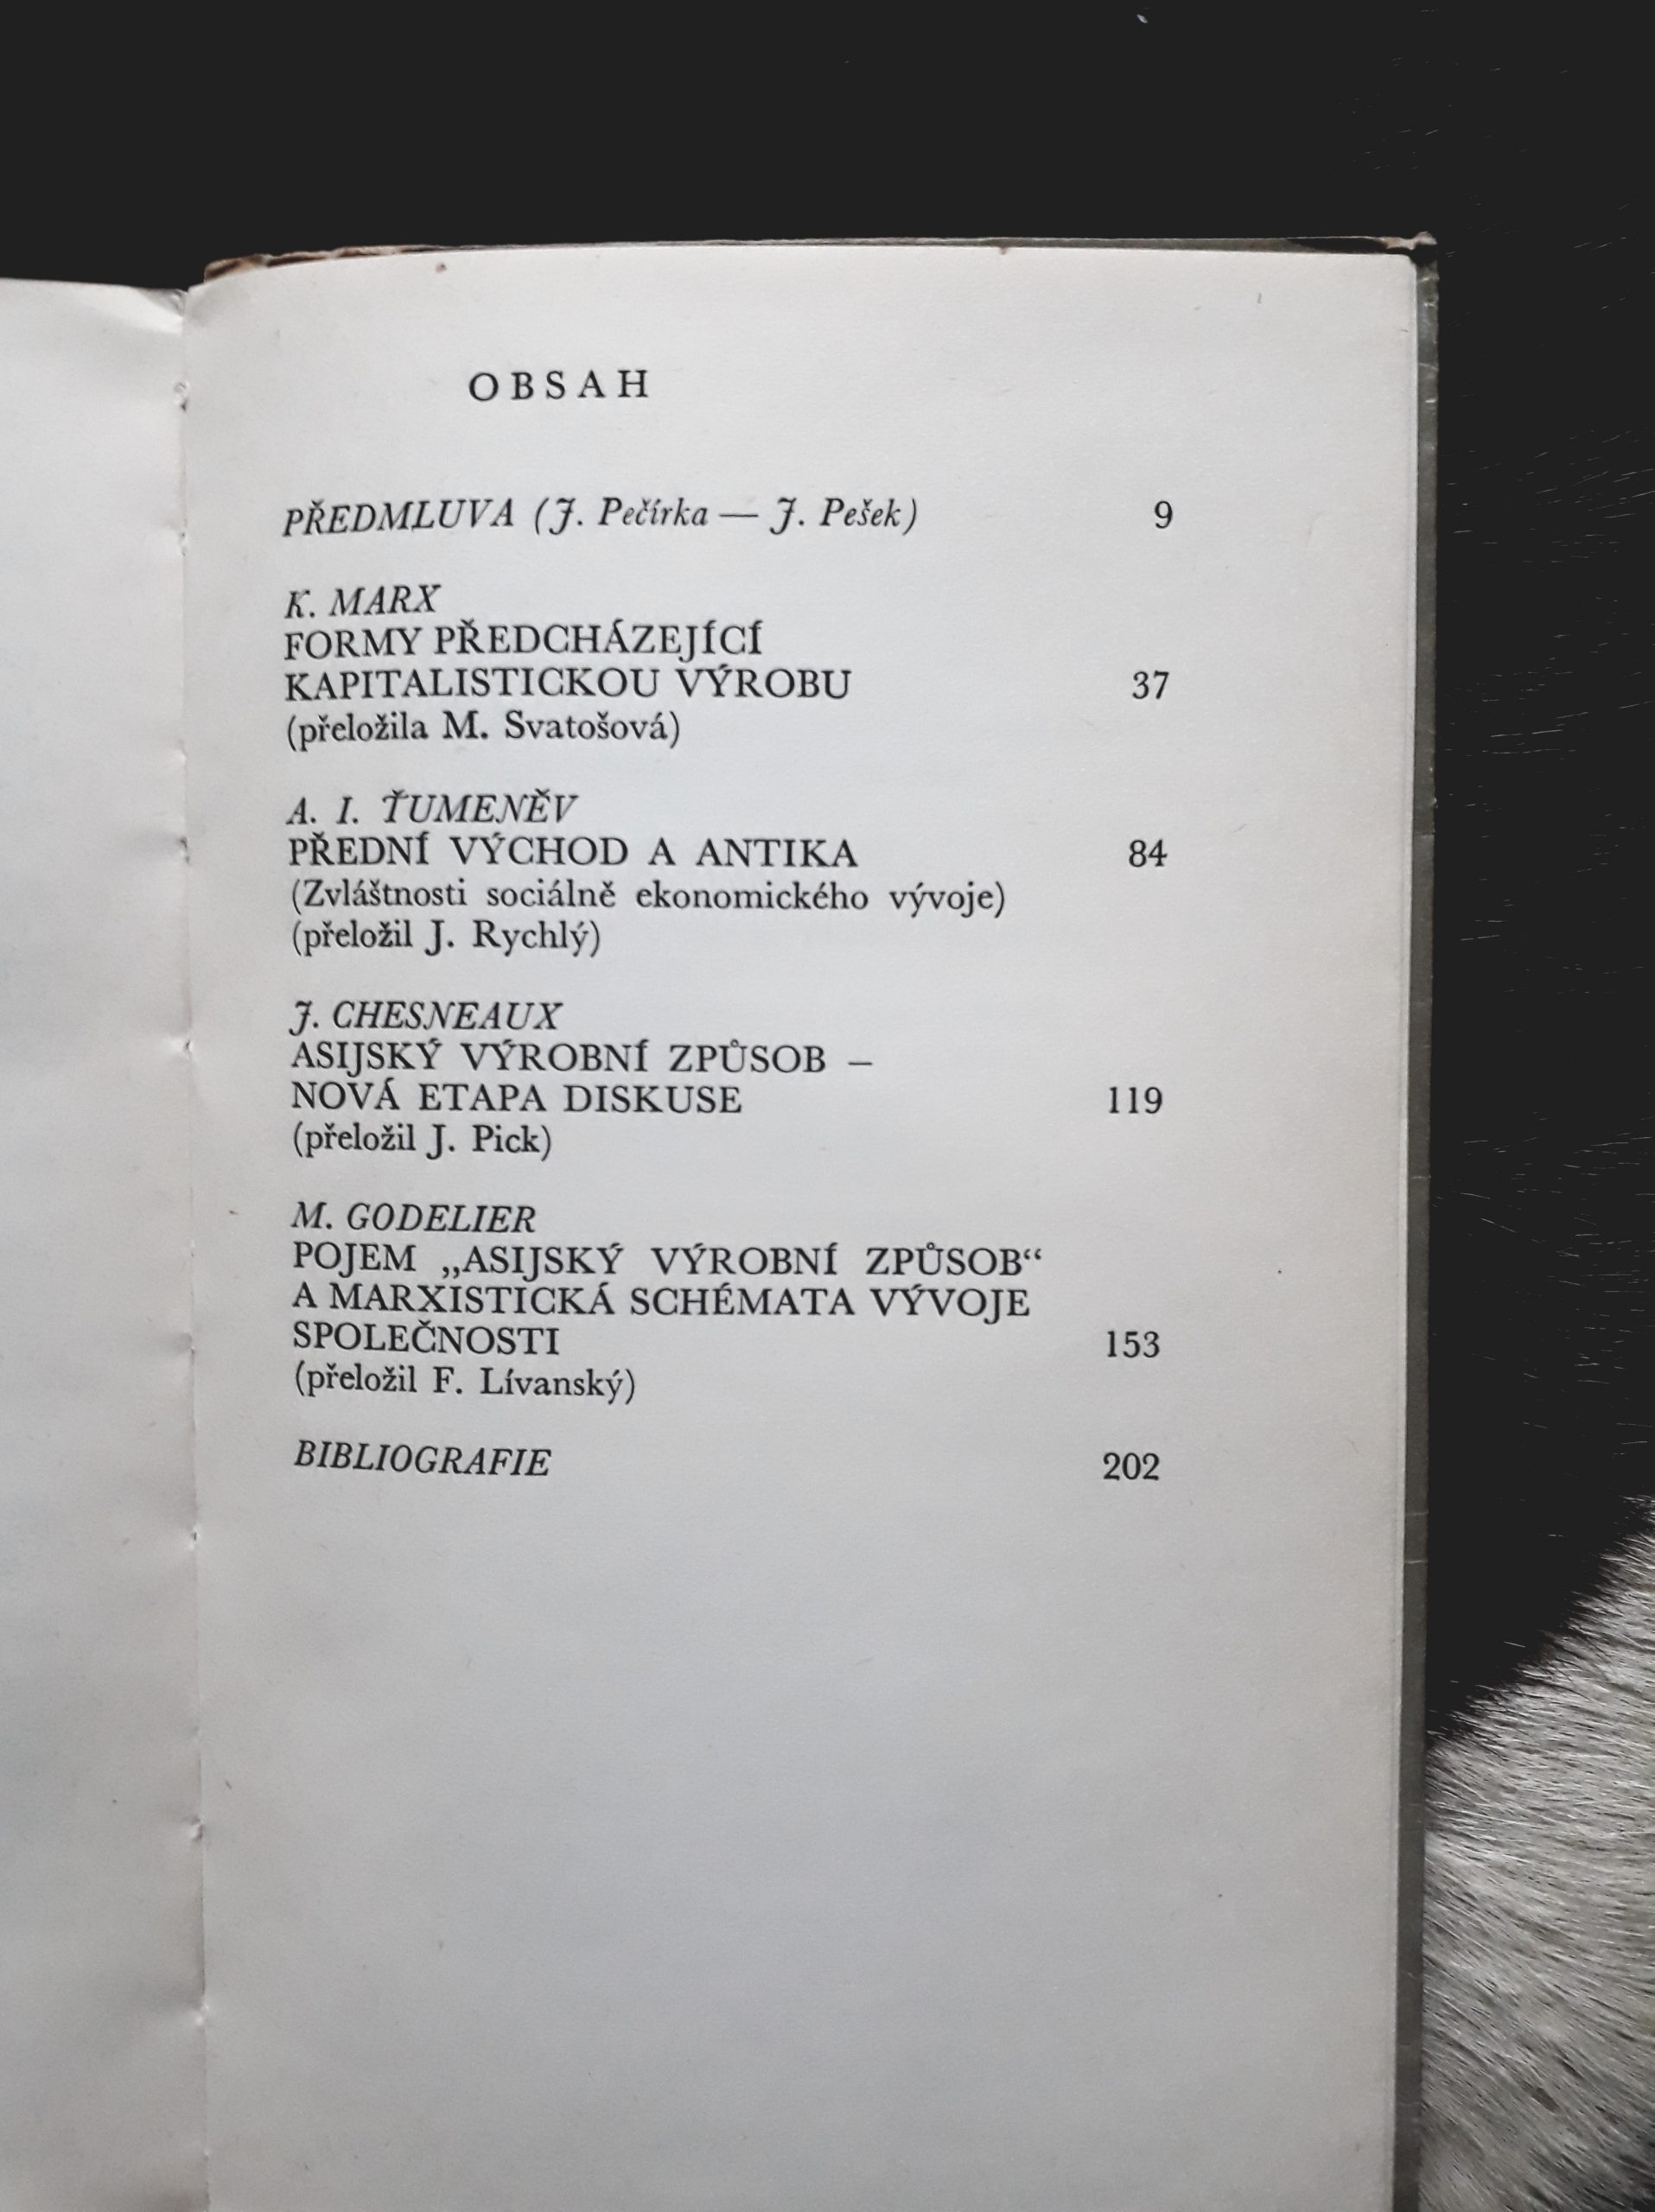 OBSAH
PŘEDMLUVA (J. Pečírka — J. Pešek) 9
K. MARX
FORMY PŘEDCHÁZEJÍCÍ
KAPITALISTICKOU VÝROBU 37
(přeložila M. Svatošová)
A. I. ŤUMENĚV
PŘEDNÍ VÝCHOD A ANTIKA 84
(Zvláštnosti sociálně ekonomického vývoje)
(přeložil J. Rychlý)
J. CHESNEAUX
ASIJSKÝ VÝROBNÍ ZPŮSOB –
NOVÁ ETAPA DISKUSE 119
(přeložil J. Pick)
M. GODELIER
POJEM „ASIJSKÝ VÝROBNÍ ZPŮSOB“
A MARXISTICKÁ SCHÉMATA VÝVOJE
SPOLEČNOSTI 153
(přeložil F. Lívanský)
BIBLIOGRAFIE 202